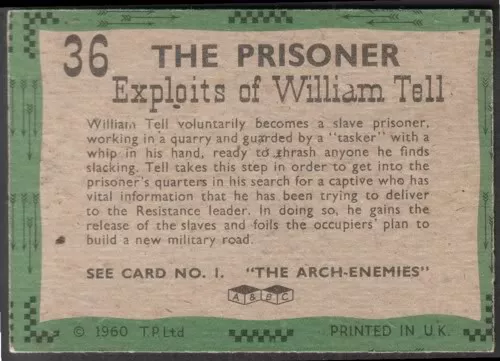 36 THE PRISONER
Exploits of William Tell
William Tell voluntarily becomes a slave prisoner,
working in a quarry and guarded by a "tasker" with a
whip in his hand, ready to thrash anyone he finds
slacking. Tell takes this step in order to get into the
prisoner's quarters in his search for a captive who has
vital information that he has been trying to deliver
to the Resistance leader. In doing so, he gains the
release of the slaves and foils the occupiers' plan to
build a new military road.
SEE CARD NO. 1. "THE ARCH-ENEMIES"
A & B C
© 1960 T.P.Ltd PRINTED IN U.K.